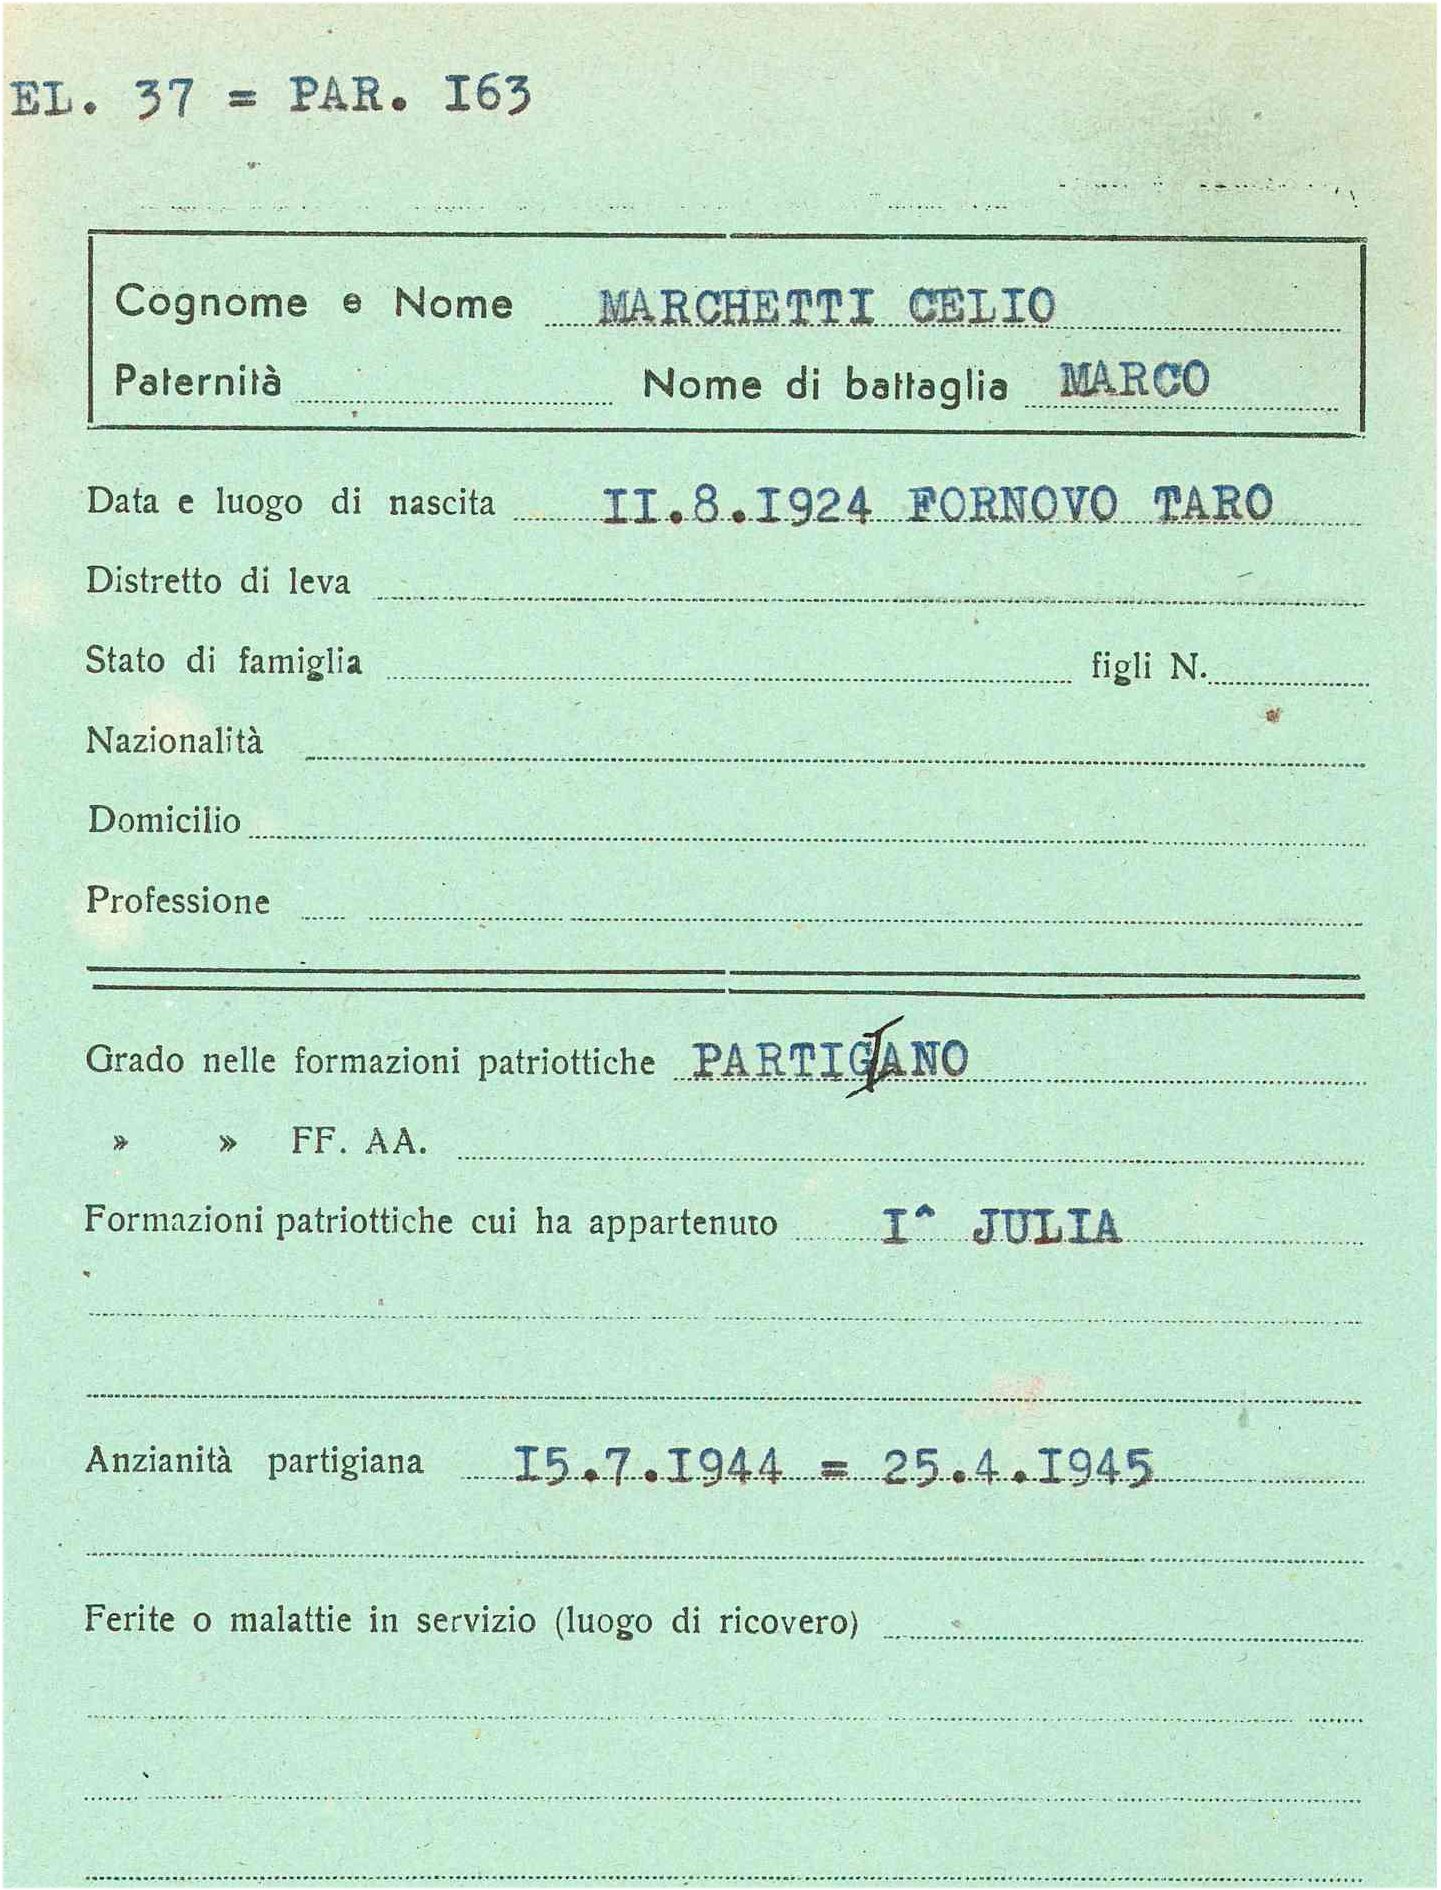 EL. 37 = PAR. I63
Cognome e Nome MARCHETTI CELIO
Paternità Nome di battaglia MARCO
Data e luogo di nascita II.8.I924 FORNOVO TARO
Distretto di leva
Stato di famiglia figli N.
Nazionalità
Domicilio
Professione
Grado nelle formazioni patriottiche PARTIGIANO
» » FF. AA.
Formazioni patriottiche cui ha appartenuto I^ JULIA
Anzianità partigiana I5.7.I944 = 25.4.I945
Ferite o malattie in servizio (luogo di ricovero)